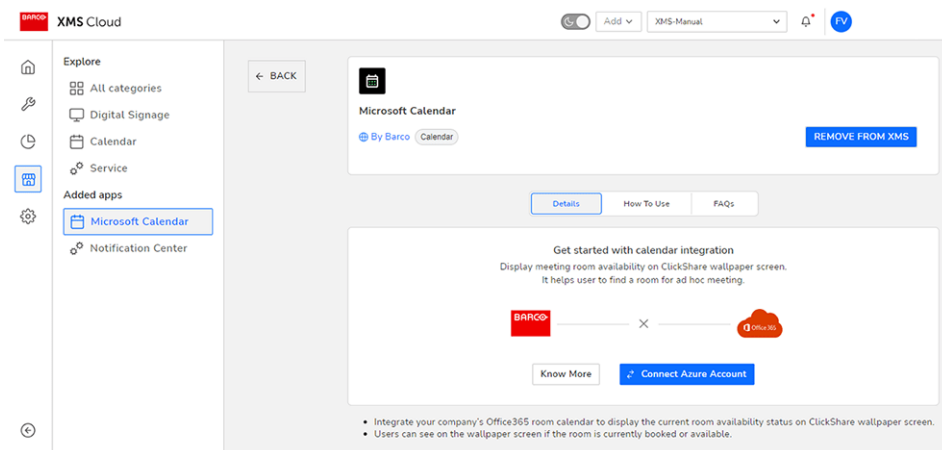 BARCO XMS Cloud
Add
XMS-Manual
FV
Explore
All categories
Digital Signage
Calendar
Service
Added apps
Microsoft Calendar
Notification Center
← BACK
Microsoft Calendar
By Barco Calendar
REMOVE FROM XMS
Details How To Use FAQs
Get started with calendar integration
Display meeting room availability on ClickShare wallpaper screen.
It helps user to find a room for ad hoc meeting.
BARCO
Office 365
Know More
Connect Azure Account
• Integrate your company's Office365 room calendar to display the current room availability status on ClickShare wallpaper screen.
• Users can see on the wallpaper screen if the room is currently booked or available.